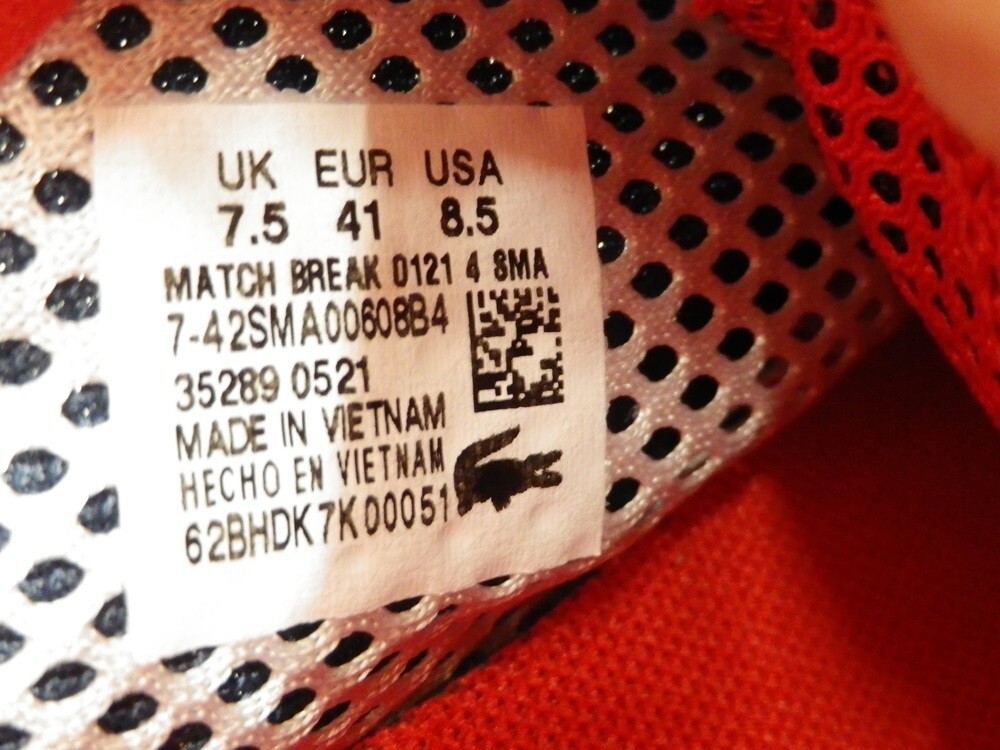 UK EUR USA
7.5 41 8.5
MATCH BREAK 0121 4 SMA
7-42SMA00608B4
35289 0521
MADE IN VIETNAM
HECHO EN VIETNAM
62BHDK7K00051